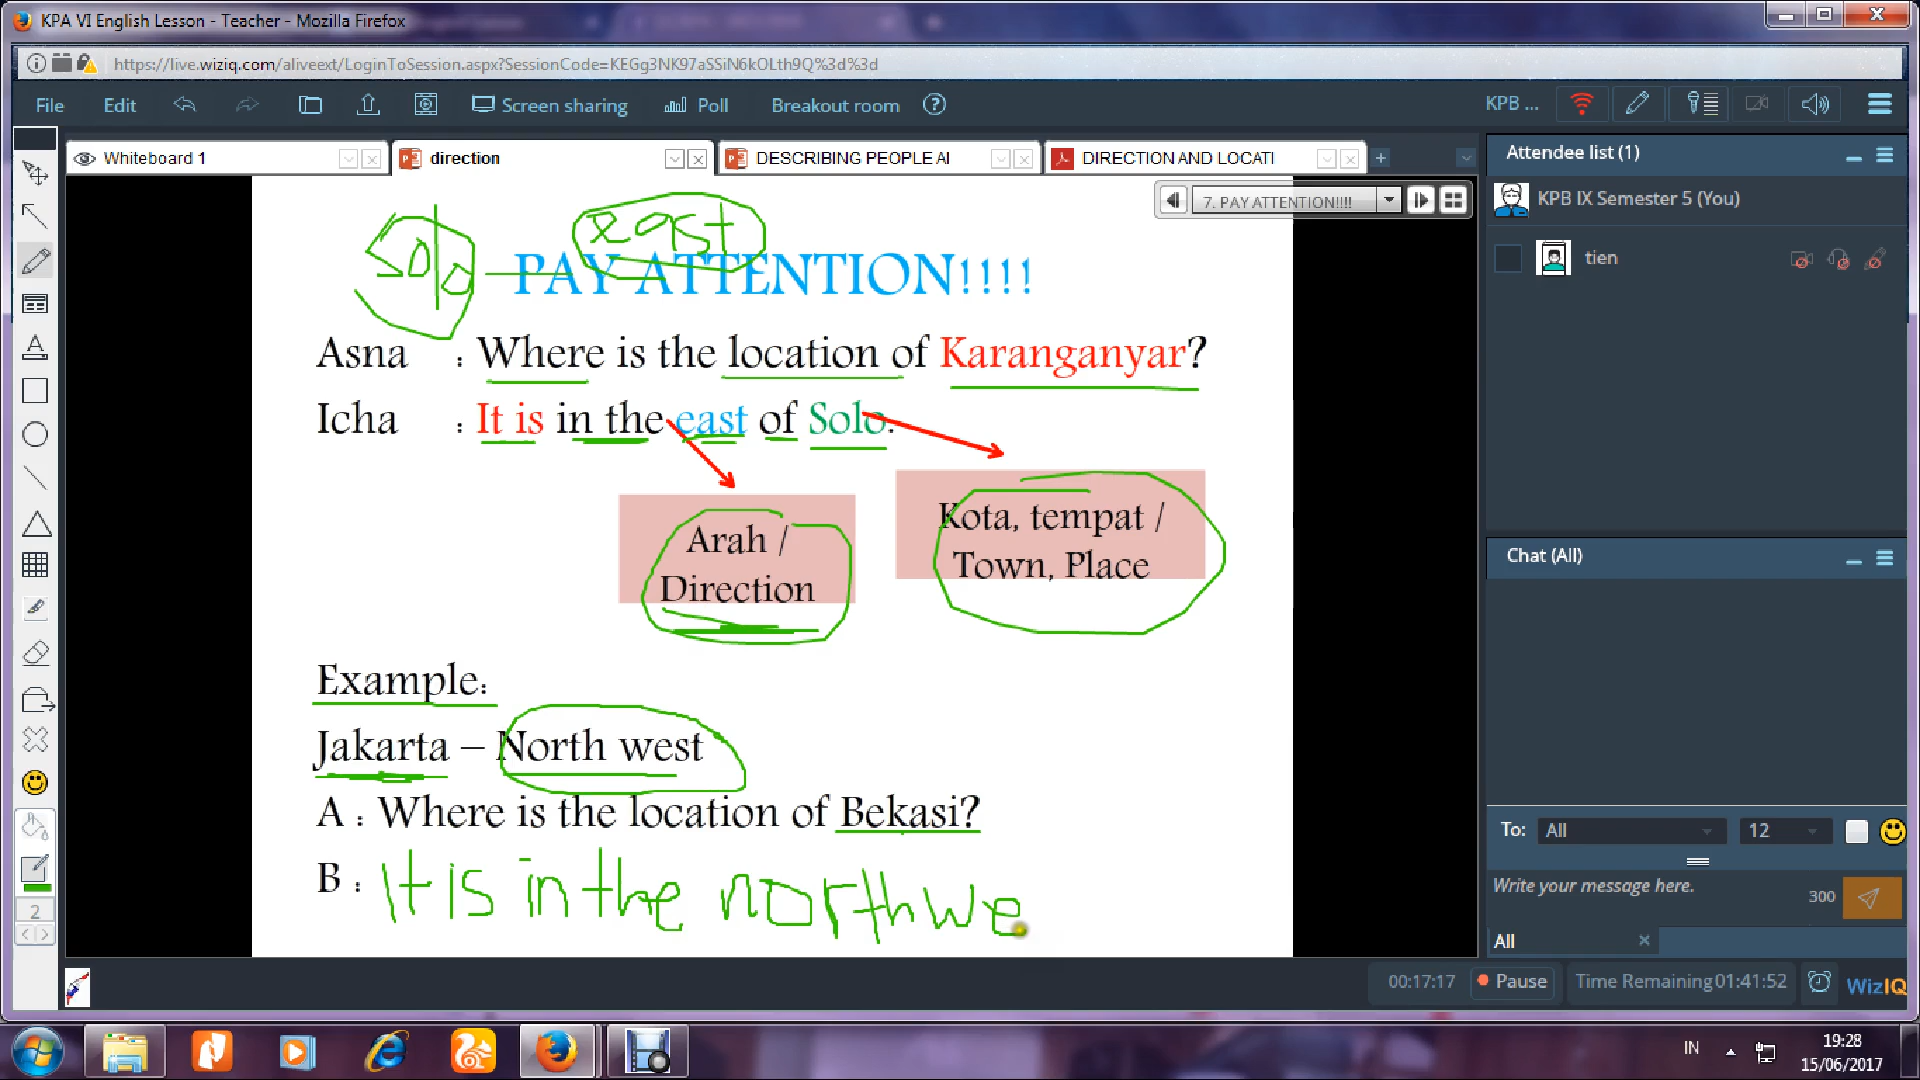 KPA VI English Lesson - Teacher - Mozilla Firefox
https://live.wiziq.com/aliveext/LoginToSession.aspx?SessionCode=KEGg3NK97aSSiN6kOLth9Q%3d%3d
File Edit Screen sharing Poll Breakout room KPB ...
Whiteboard 1 direction DESCRIBING PEOPLE AI DIRECTION AND LOCATI
7. PAY ATTENTION!!!!
Solo east
PAY ATTENTION!!!!
Asna : Where is the location of Karanganyar?
Icha : It is in the east of Solo.
Arah /
Direction
Kota, tempat /
Town, Place
Example:
Jakarta – North west
A : Where is the location of Bekasi?
B : It is in the northwe
2
Attendee list (1)
KPB IX Semester 5 (You)
tien
Chat (All)
To: All 12
Write your message here. 300
All
00:17:17 Pause Time Remaining 01:41:52 WizIQ
IN 19:28
15/06/2017